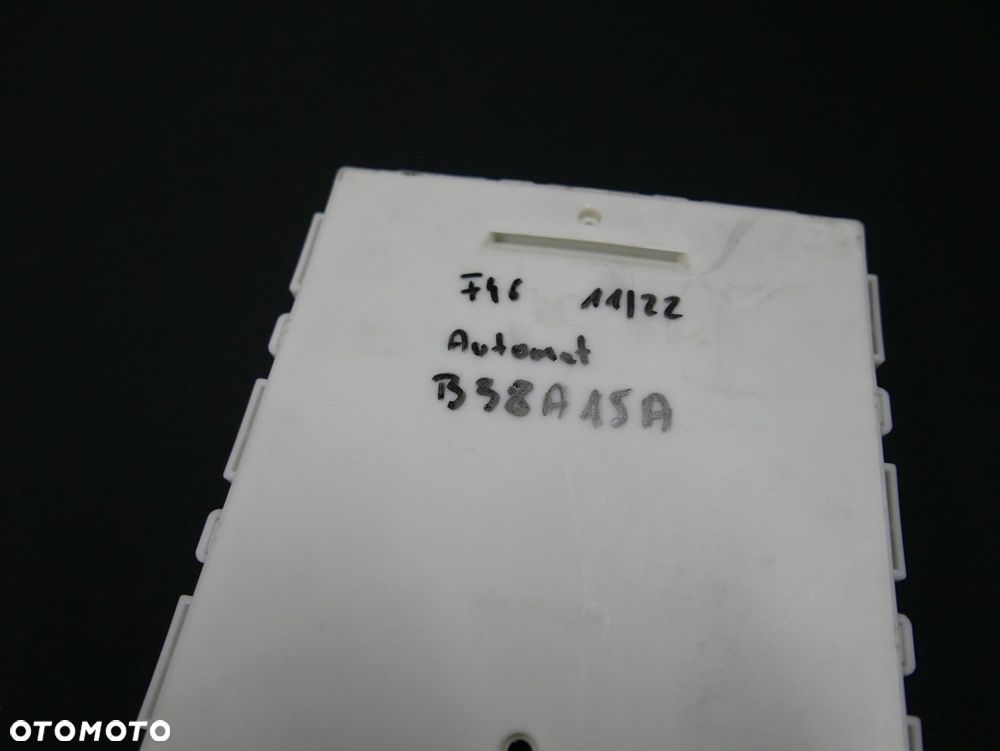 F46 11/22
Automat
B38A15A
OTOMOTO